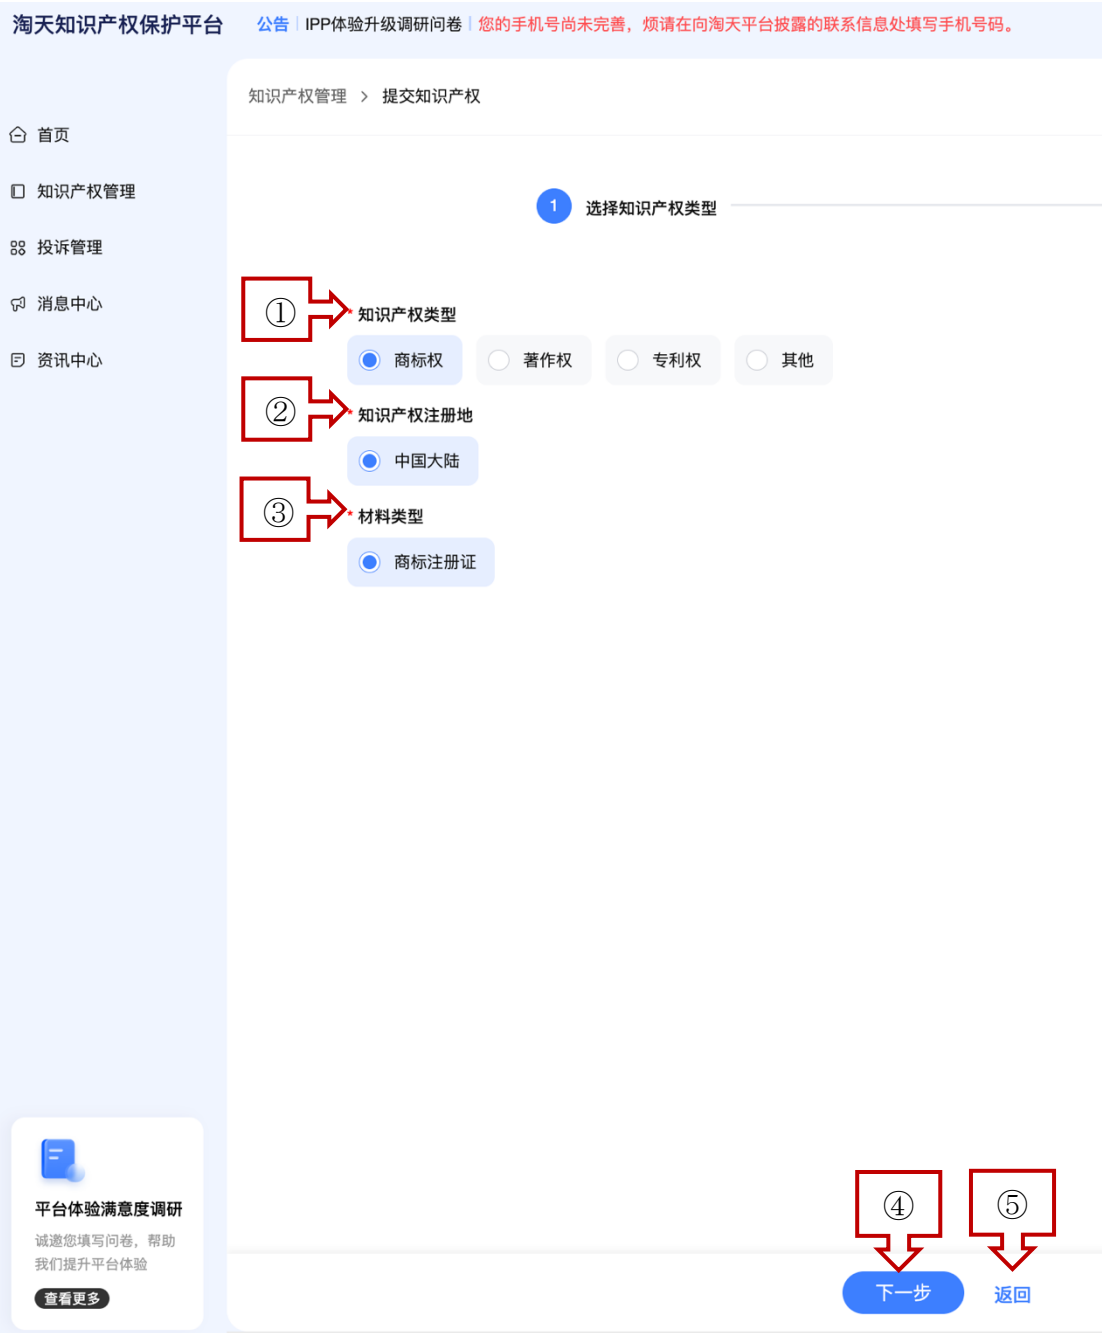 淘天知识产权保护平台
公告 IPP体验升级调研问卷 您的手机号尚未完善，烦请在向淘天平台披露的联系信息处填写手机号码。
知识产权管理 > 提交知识产权
首页
知识产权管理
投诉管理
消息中心
资讯中心
1 选择知识产权类型
① * 知识产权类型
商标权 著作权 专利权 其他
② * 知识产权注册地
中国大陆
③ * 材料类型
商标注册证
平台体验满意度调研
诚邀您填写问卷，帮助
我们提升平台体验
查看更多
④ ⑤
下一步 返回